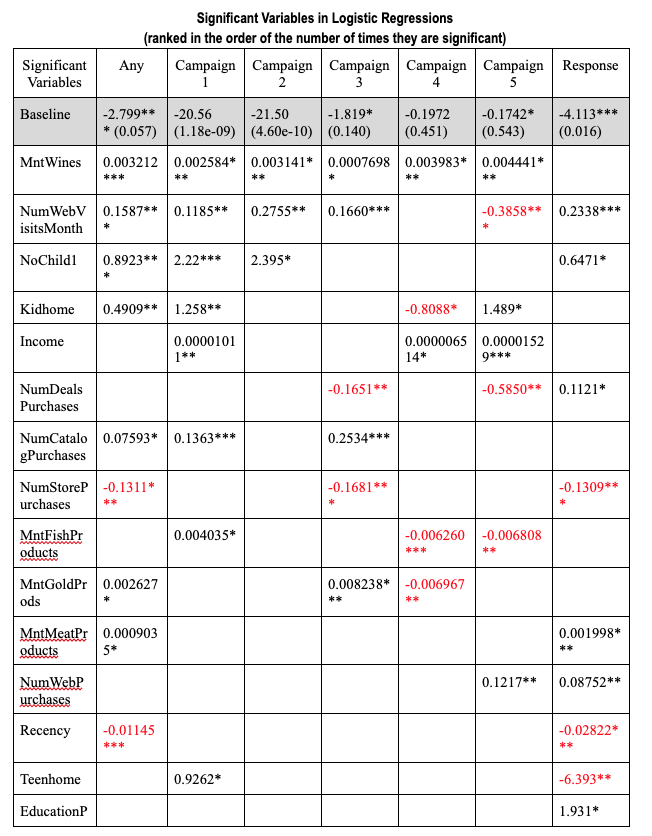 Significant Variables in Logistic Regressions
(ranked in the order of the number of times they are significant)
Significant Variables | Any | Campaign 1 | Campaign 2 | Campaign 3 | Campaign 4 | Campaign 5 | Response
Baseline | -2.799*** (0.057) | -20.56 (1.18e-09) | -21.50 (4.60e-10) | -1.819* (0.140) | -0.1972 (0.451) | -0.1742* (0.543) | -4.113*** (0.016)
MntWines | 0.003212*** | 0.002584*** | 0.003141*** | 0.0007698* | 0.003983*** | 0.004441*** |
NumWebVisitsMonth | 0.1587*** | 0.1185** | 0.2755** | 0.1660*** | | -0.3858*** | 0.2338***
NoChild1 | 0.8923*** | 2.22*** | 2.395* | | | | 0.6471*
Kidhome | 0.4909** | 1.258** | | | -0.8088* | 1.489* |
Income | | 0.00001011** | | | 0.000006514* | 0.00001529*** |
NumDealsPurchases | | | | -0.1651** | | -0.5850** | 0.1121*
NumCatalogPurchases | 0.07593* | 0.1363*** | | 0.2534*** | | |
NumStorePurchases | -0.1311*** | | | -0.1681*** | | | -0.1309***
MntFishProducts | | 0.004035* | | | -0.006260*** | -0.006808** |
MntGoldProds | 0.002627* | | | 0.008238*** | -0.006967** | |
MntMeatProducts | 0.0009035* | | | | | | 0.001998***
NumWebPurchases | | | | | | 0.1217** | 0.08752**
Recency | -0.01145*** | | | | | | -0.02822***
Teenhome | | 0.9262* | | | | | -6.393**
EducationP | | | | | | | 1.931*